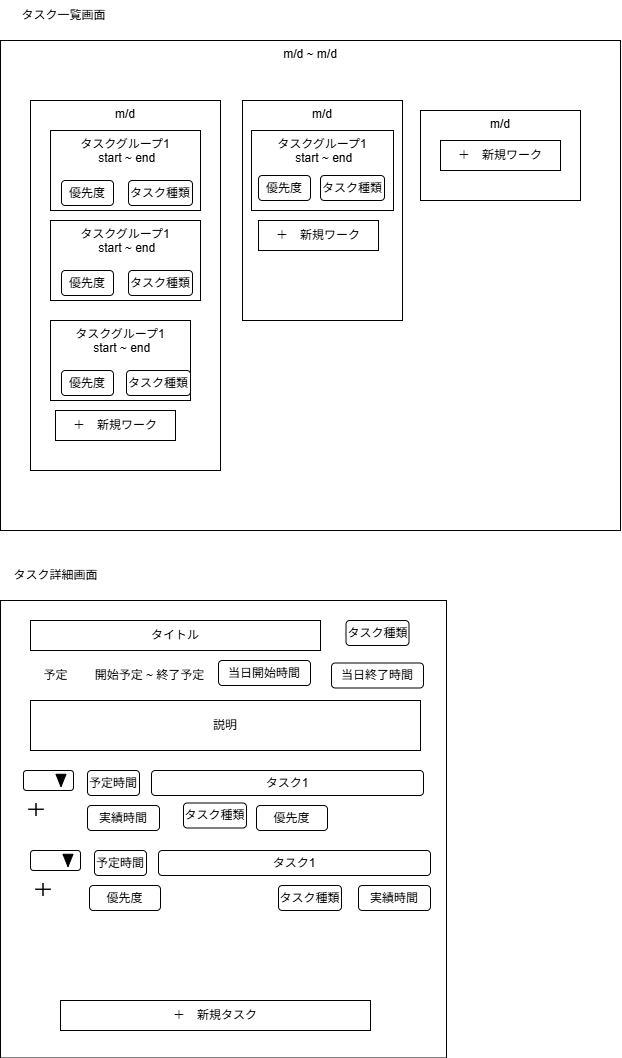 タスク一覧画面
m/d ~ m/d
m/d
タスクグループ1
start ~ end
優先度
タスク種類
タスクグループ1
start ~ end
優先度
タスク種類
タスクグループ1
start ~ end
優先度
タスク種類
＋　新規ワーク
m/d
タスクグループ1
start ~ end
優先度
タスク種類
＋　新規ワーク
m/d
＋　新規ワーク
タスク詳細画面
タイトル
タスク種類
予定
開始予定 ~ 終了予定
当日開始時間
当日終了時間
説明
▼
予定時間
タスク1
＋
実績時間
タスク種類
優先度
▼
予定時間
タスク1
＋
優先度
タスク種類
実績時間
＋　新規タスク